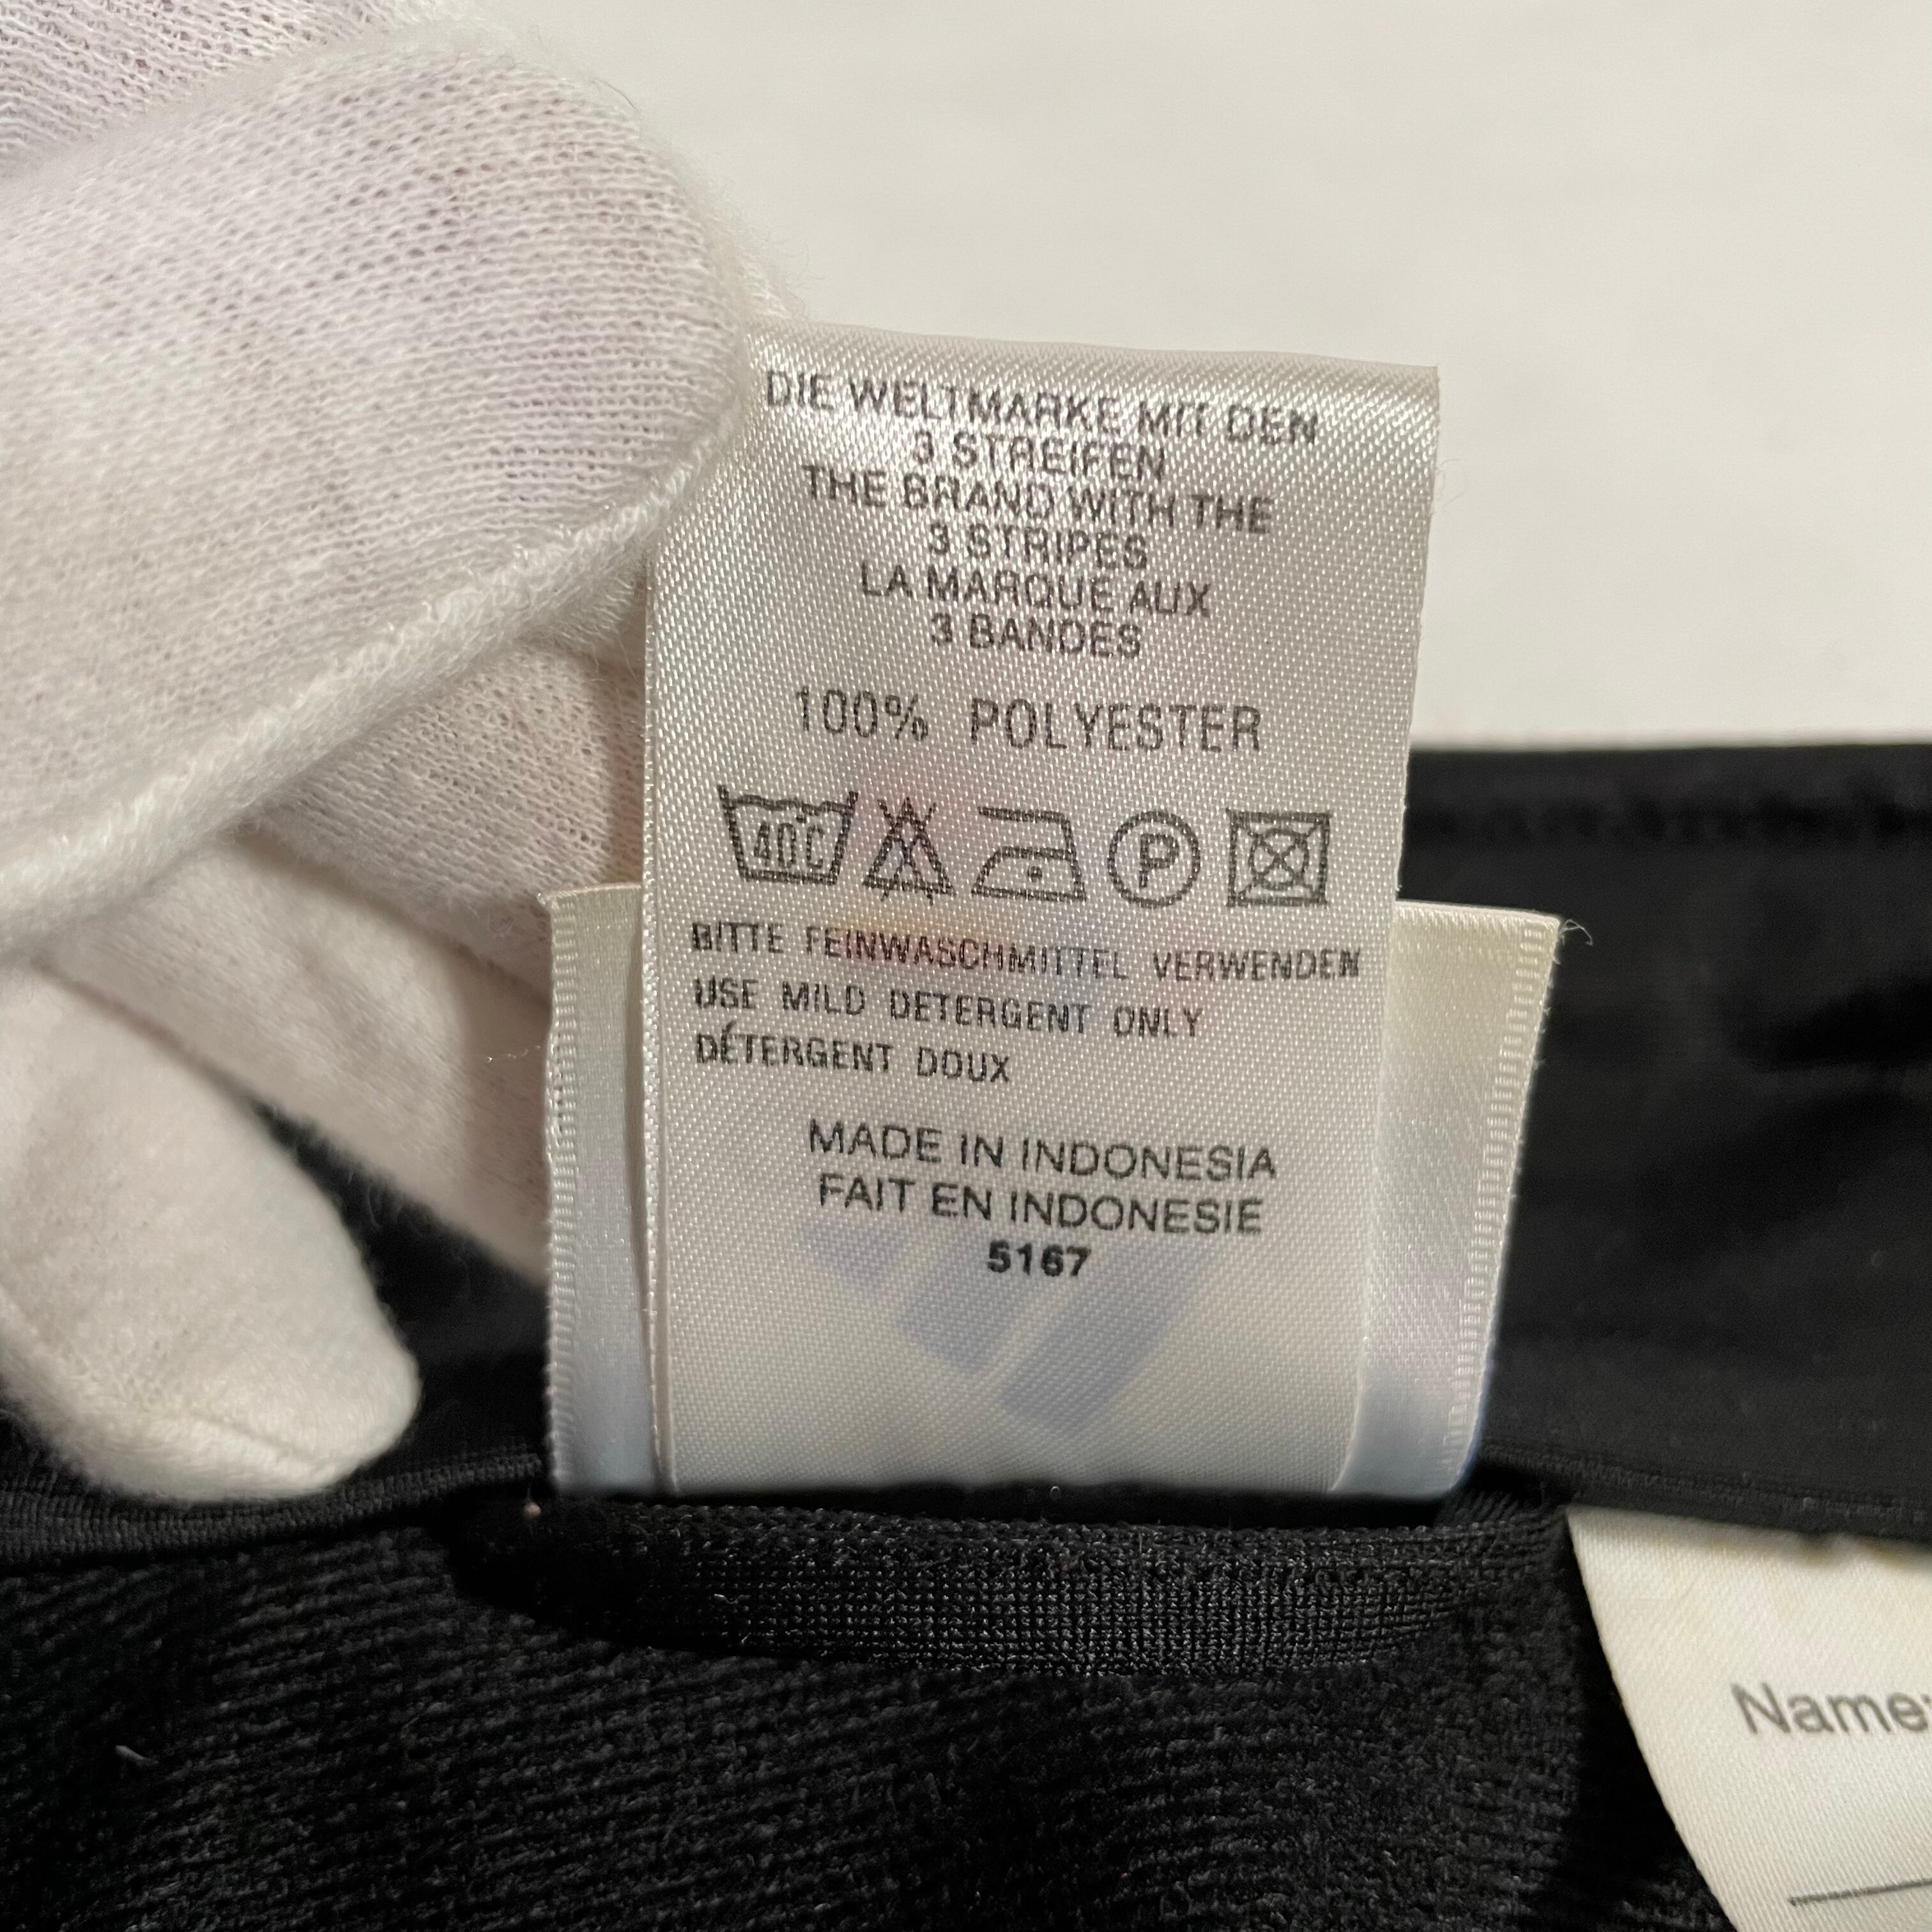 DIE WELTMARKE MIT DEN
3 STREIFEN
THE BRAND WITH THE
3 STRIPES
LA MARQUE AUX
3 BANDES
100% POLYESTER
40C
P
BITTE FEINWASCHMITTEL VERWENDEN
USE MILD DETERGENT ONLY
DÉTERGENT DOUX
MADE IN INDONESIA
FAIT EN INDONESIE
5167
Name